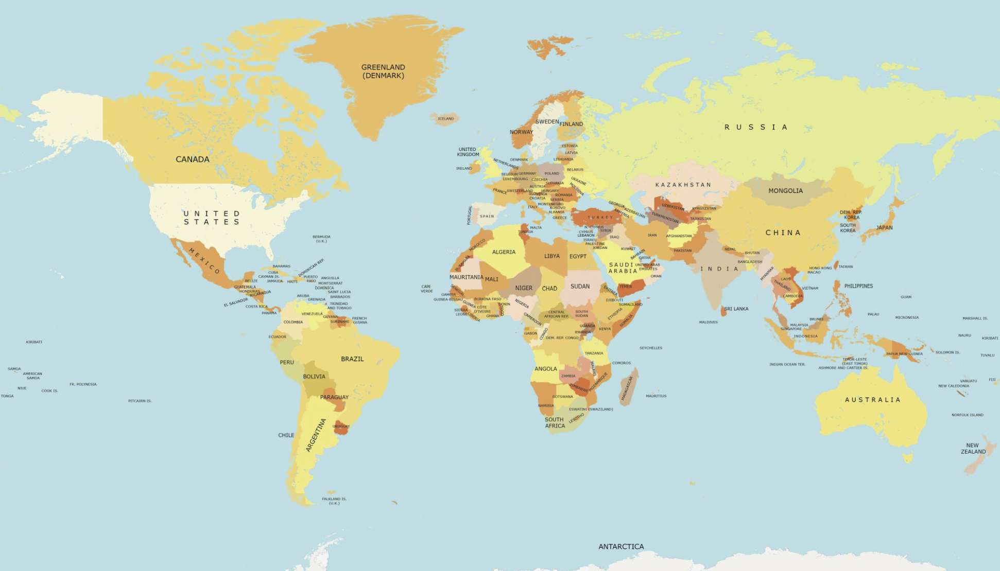 GREENLAND
(DENMARK)
ICELAND
CANADA
UNITED
STATES
MEXICO
BERMUDA
(U.K.)
BAHAMAS
CUBA
CAYMAN IS.
JAMAICA
HAITI
DOMINICAN REP.
PUERTO
RICO
ANGUILLA
MONTSERRAT
DOMINICA
SAINT LUCIA
BARBADOS
ARUBA
GRENADA
TRINIDAD
AND TOBAGO
BELIZE
GUATEMALA
HONDURAS
NICARAGUA
EL SALVADOR
COSTA RICA
PANAMA
COLOMBIA
VENEZUELA
GUYANA
SURINAME
FRENCH
GUIANA
ECUADOR
PERU
BRAZIL
BOLIVIA
PARAGUAY
URUGUAY
ARGENTINA
CHILE
FALKLAND IS.
(U.K.)
KIRIBATI
SAMOA
AMERICAN
SAMOA
NIUE
COOK IS.
TONGA
FR. POLYNESIA
PITCAIRN IS.
NORWAY
SWEDEN
FINLAND
ESTONIA
LATVIA
LITHUANIA
UNITED
KINGDOM
IRELAND
DENMARK
NETHERLANDS
BELGIUM
GERMANY
LUXEMBOURG
POLAND
BELARUS
CZECHIA
SLOVAKIA
UKRAINE
AUSTRIA
MOLDOVA
FRANCE
SWITZERLAND
HUNGARY
SLOVENIA
ROMANIA
CROATIA
SERBIA
ITALY
MONTENEGRO
KOSOVO
ALBANIA
GREECE
PORTUGAL
SPAIN
MALTA
RUSSIA
KAZAKHSTAN
MONGOLIA
CHINA
GEORGIA
AZERBAIJAN
ARMENIA
TURKEY
UZBEKISTAN
TURKMENISTAN
KYRGYZSTAN
TAJIKISTAN
N. CYPRUS
CYPRUS
LEBANON
SYRIA
ISRAEL
PALESTINE
JORDAN
IRAQ
IRAN
AFGHANISTAN
PAKISTAN
KUWAIT
BAHRAIN
QATAR
SAUDI
ARABIA
UNITED ARAB
EMIRATES
OMAN
YEMEN
NEPAL
BHUTAN
BANGLADESH
INDIA
MYANMAR
LAOS
THAILAND
VIETNAM
CAMBODIA
HONG KONG
MACAO
TAIWAN
DEM. REP.
KOREA
SOUTH
KOREA
JAPAN
PHILIPPINES
SRI LANKA
MALDIVES
BRUNEI
MALAYSIA
SINGAPORE
INDONESIA
TIMOR-LESTE
(EAST TIMOR)
ASHMORE AND CARTIER IS.
INDIAN OCEAN TER.
PAPUA NEW GUINEA
GUAM
PALAU
MICRONESIA
MARSHALL IS.
NAURU
KIRIBATI
SOLOMON IS.
TUVALU
VANUATU
NEW CALEDONIA
FIJI
NORFOLK ISLAND
AUSTRALIA
NEW
ZEALAND
MOROCCO
W. SAHARA
ALGERIA
TUNISIA
LIBYA
EGYPT
MAURITANIA
MALI
NIGER
CHAD
SUDAN
ERITREA
DJIBOUTI
SOMALILAND
ETHIOPIA
SOMALIA
CAPE
VERDE
SENEGAL
GAMBIA
GUINEA-BISSAU
GUINEA
SIERRA
LEONE
LIBERIA
CÔTE
D'IVOIRE
BURKINA FASO
GHANA
TOGO
BENIN
NIGERIA
CAMEROON
CENTRAL
AFRICAN REP.
SOUTH
SUDAN
UGANDA
KENYA
RWANDA
GABON
CONGO
DEM. REP. CONGO
TANZANIA
SEYCHELLES
COMOROS
ANGOLA
ZAMBIA
MALAWI
MOZAMBIQUE
ZIMBABWE
MADAGASCAR
MAURITIUS
NAMIBIA
BOTSWANA
ESWATINI (SWAZILAND)
LESOTHO
SOUTH
AFRICA
ANTARCTICA